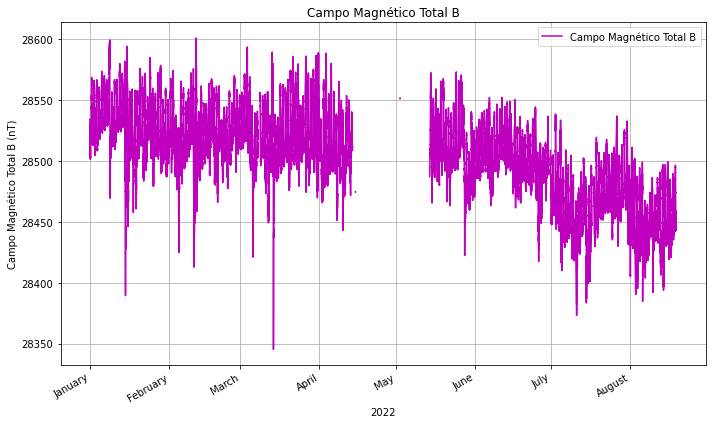 Campo Magnético Total B
Campo Magnético Total B
Campo Magnético Total B (nT)
28600
28550
28500
28450
28400
28350
January
February
March
April
May
June
July
August
2022